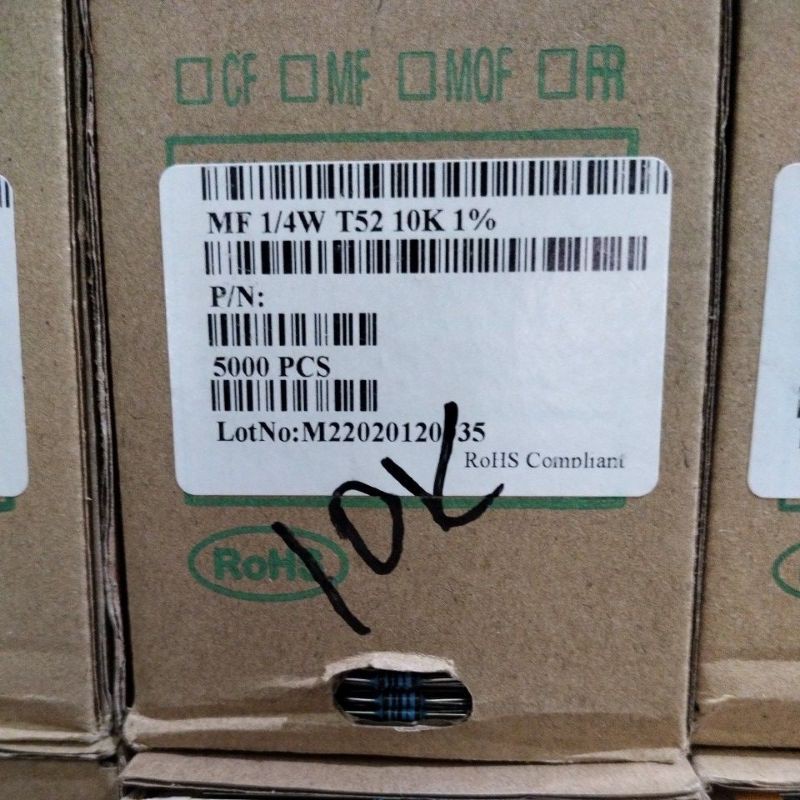 CF MF MOF FR
MF 1/4W T52 10K 1%
P/N:
5000 PCS
RoHS Compliant
RoHS
10K